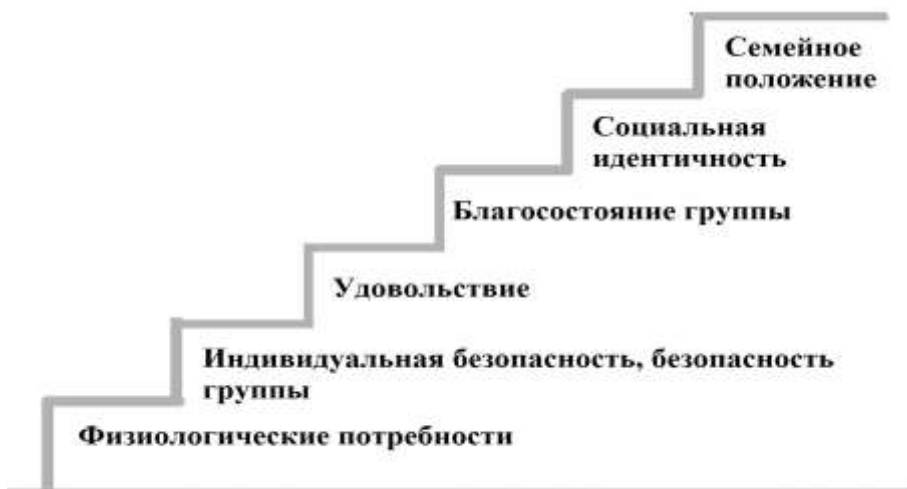 Семейное
положение
Социальная
идентичность
Благосостояние группы
Удовольствие
Индивидуальная безопасность, безопасность
группы
Физиологические потребности